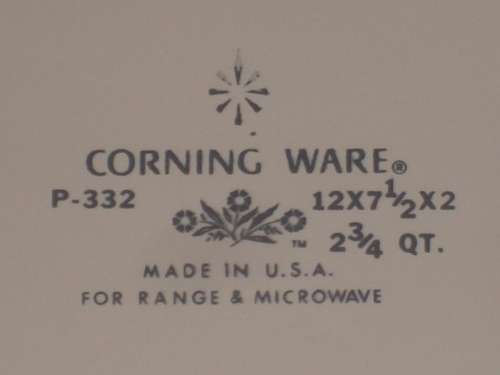 CORNING WARE®
P-332 12X7½X2
™ 2¾ QT.
MADE IN U.S.A.
FOR RANGE & MICROWAVE